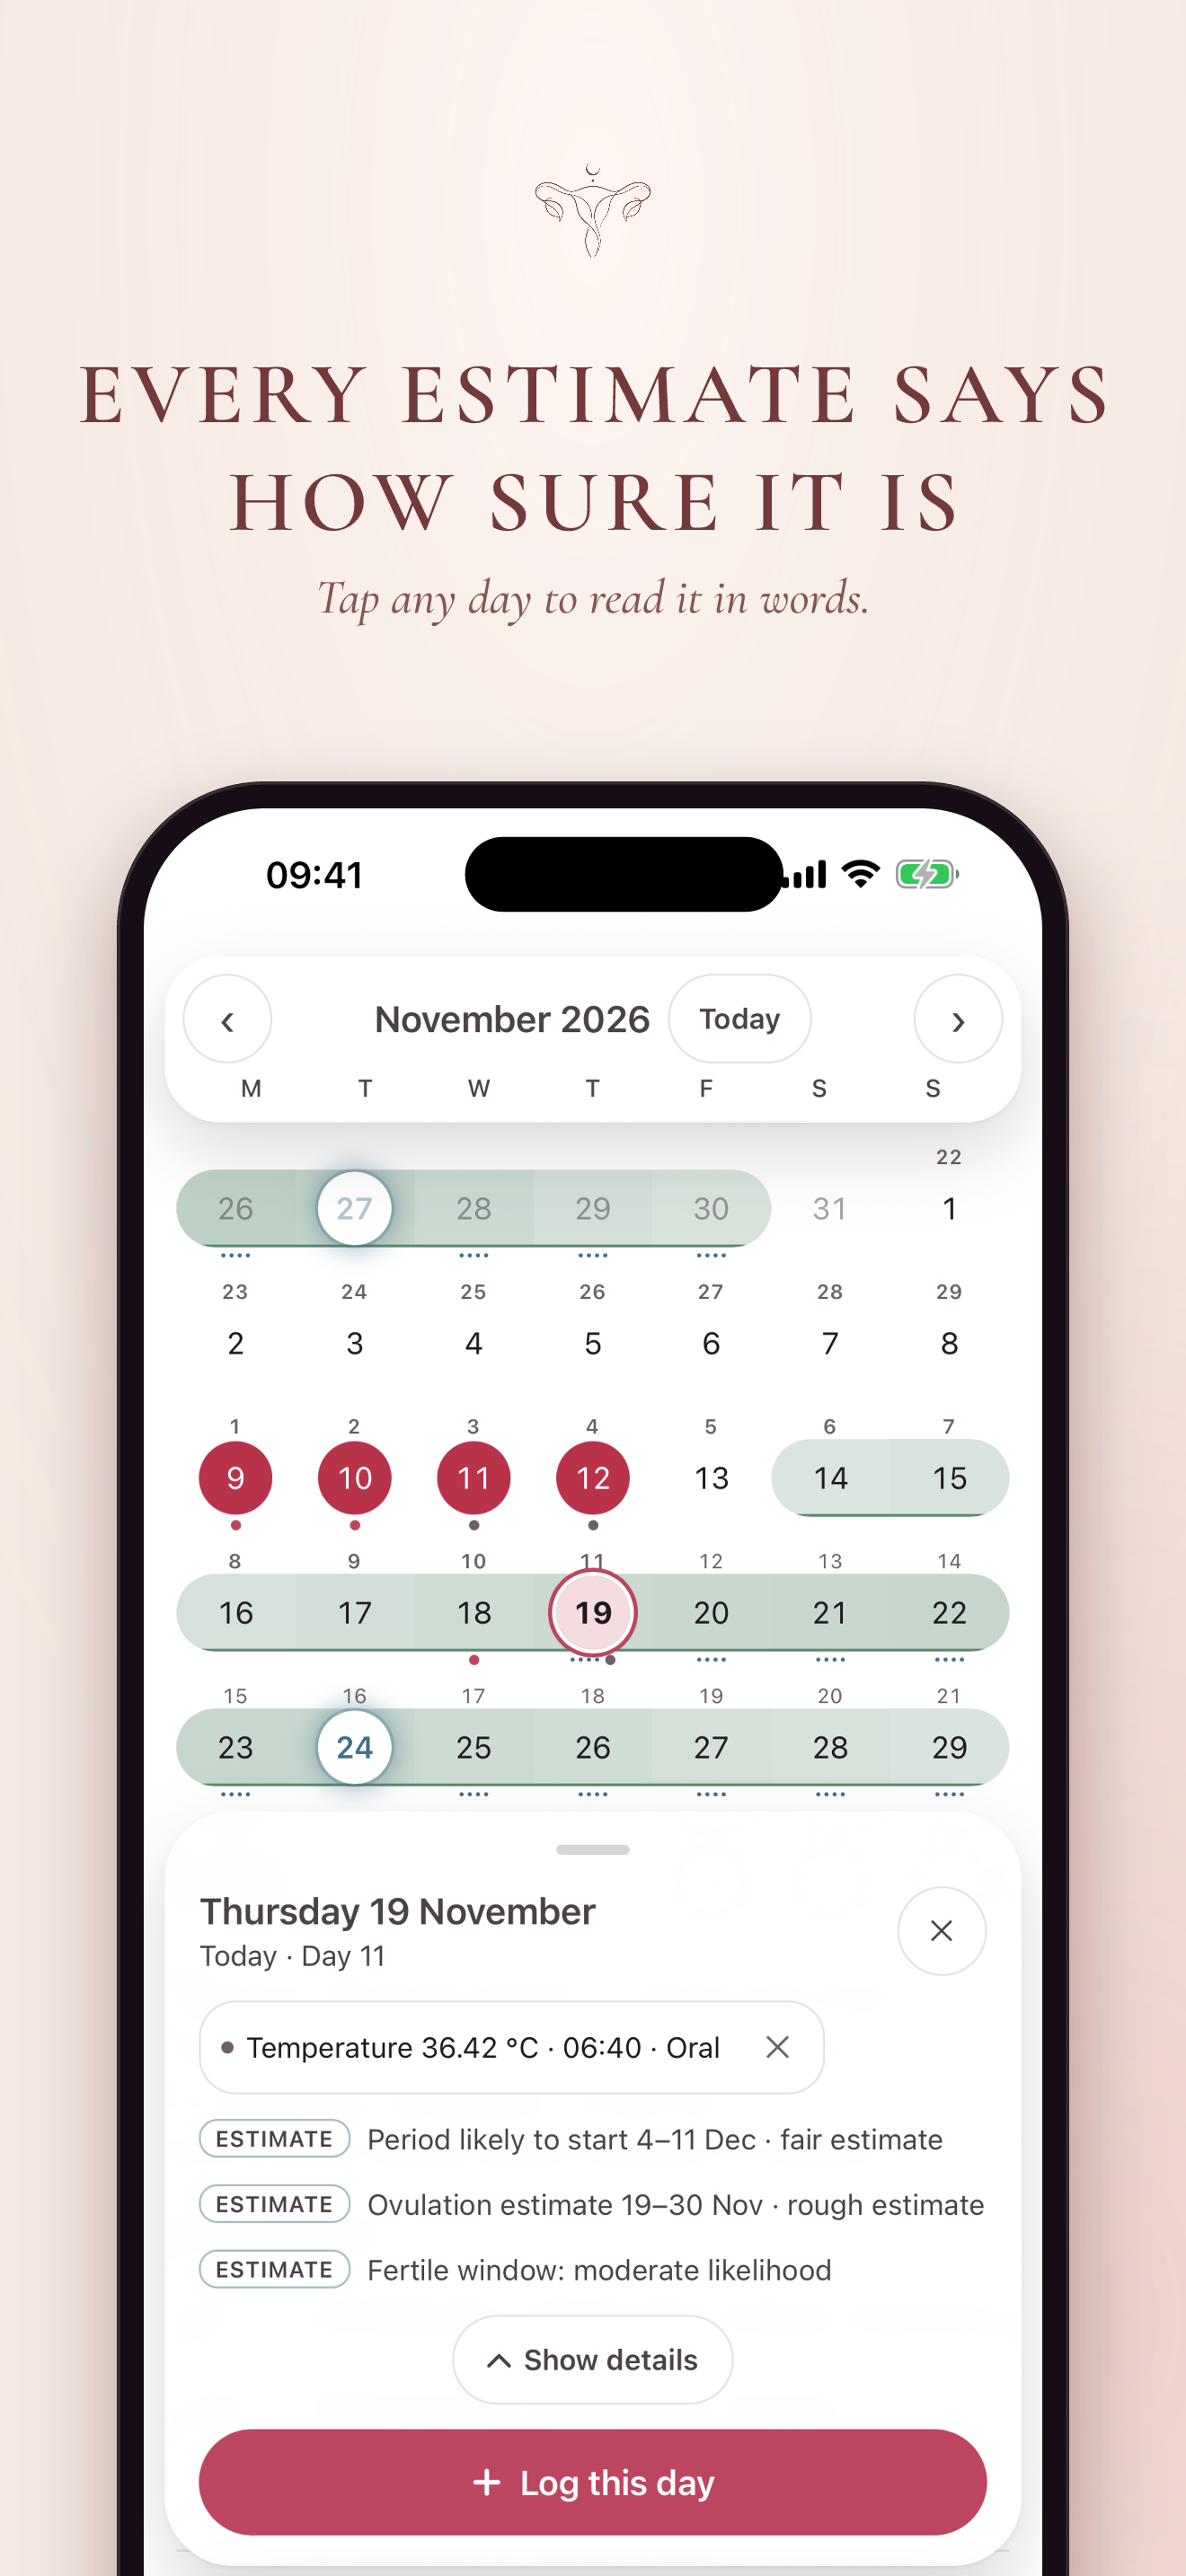 EVERY ESTIMATE SAYS
HOW SURE IT IS
Tap any day to read it in words.
09:41
‹ November 2026 Today ›
M T W T F S S
22
26 27 28 29 30 31 1
23 24 25 26 27 28 29
2 3 4 5 6 7 8
1 2 3 4 5 6 7
9 10 11 12 13 14 15
8 9 10 11 12 13 14
16 17 18 19 20 21 22
15 16 17 18 19 20 21
23 24 25 26 27 28 29
Thursday 19 November
Today · Day 11
Temperature 36.42 °C · 06:40 · Oral
ESTIMATE Period likely to start 4–11 Dec · fair estimate
ESTIMATE Ovulation estimate 19–30 Nov · rough estimate
ESTIMATE Fertile window: moderate likelihood
Show details
+ Log this day